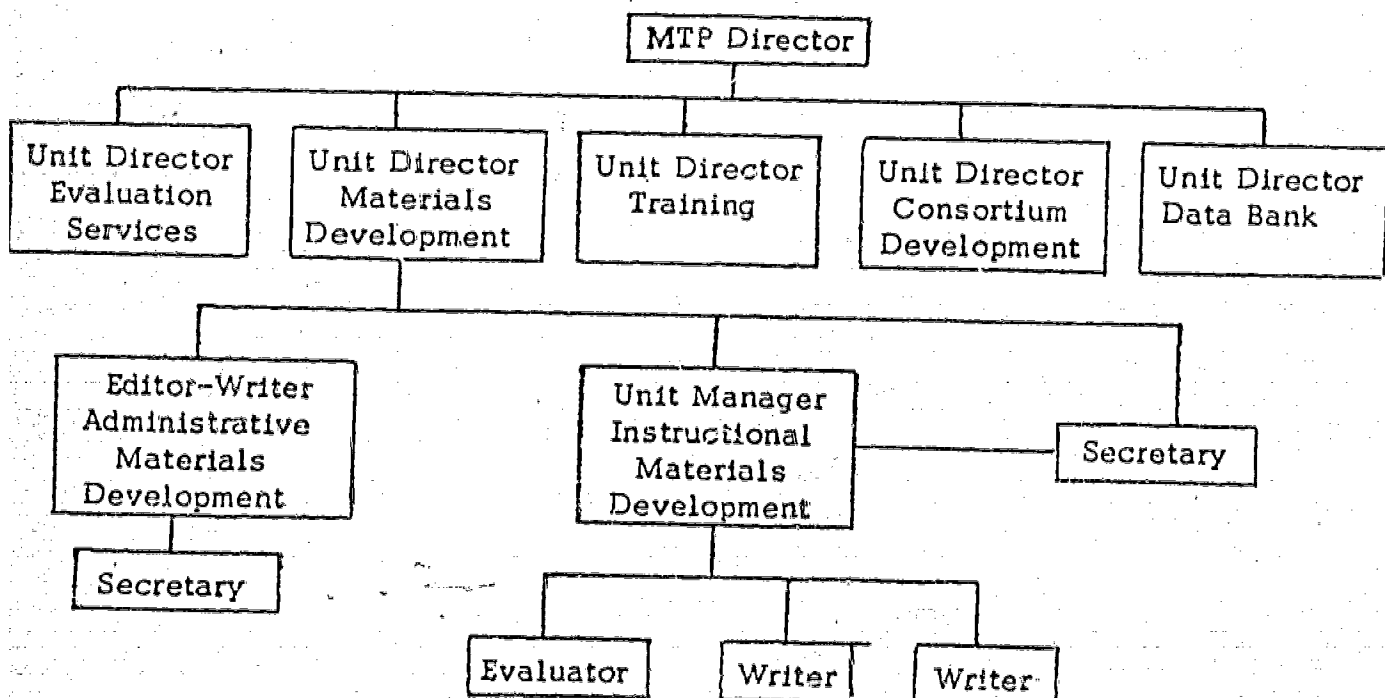 MTP Director
Unit Director
Evaluation
Services
Unit Director
Materials
Development
Unit Director
Training
Unit Director
Consortium
Development
Unit Director
Data Bank
Editor-Writer
Administrative
Materials
Development
Unit Manager
Instructional
Materials
Development
Secretary
Secretary
Evaluator
Writer
Writer